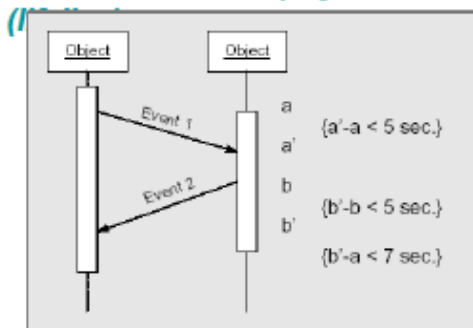 Object
Object
a
Event 1
{a'-a < 5 sec.}
a'
b
Event 2
{b'-b < 5 sec.}
b'
{b'-a < 7 sec.}